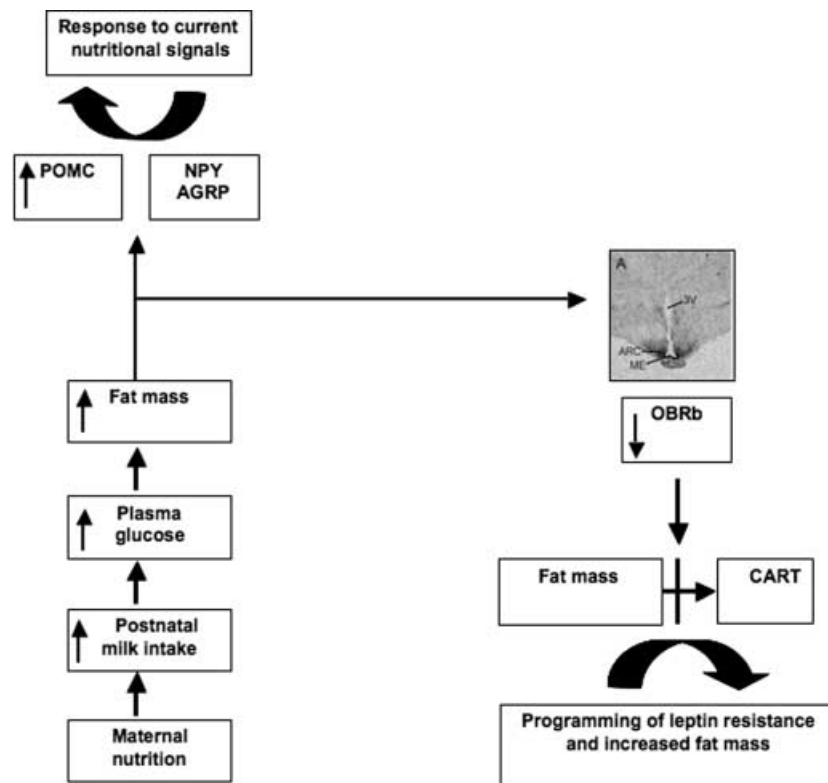 Response to current
nutritional signals
POMC
NPY
AGRP
A
3V
ARC
ME
Fat mass
OBRb
Plasma
glucose
Fat mass
CART
Postnatal
milk intake
Maternal
nutrition
Programming of leptin resistance
and increased fat mass